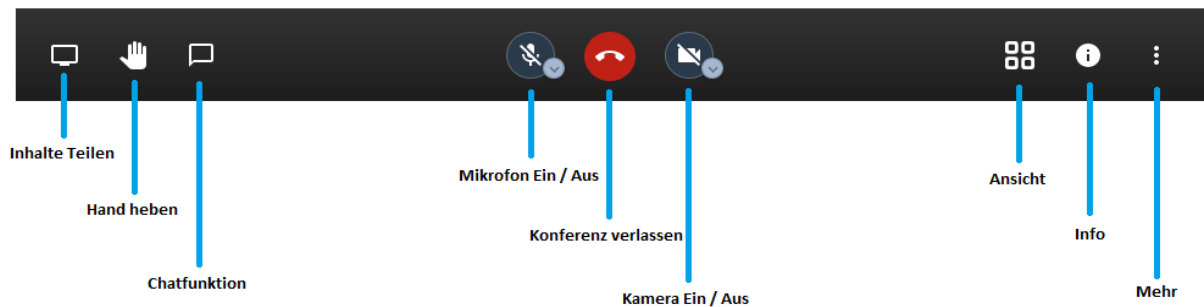 Inhalte Teilen
Hand heben
Chatfunktion
Mikrofon Ein / Aus
Konferenz verlassen
Kamera Ein / Aus
Ansicht
Info
Mehr